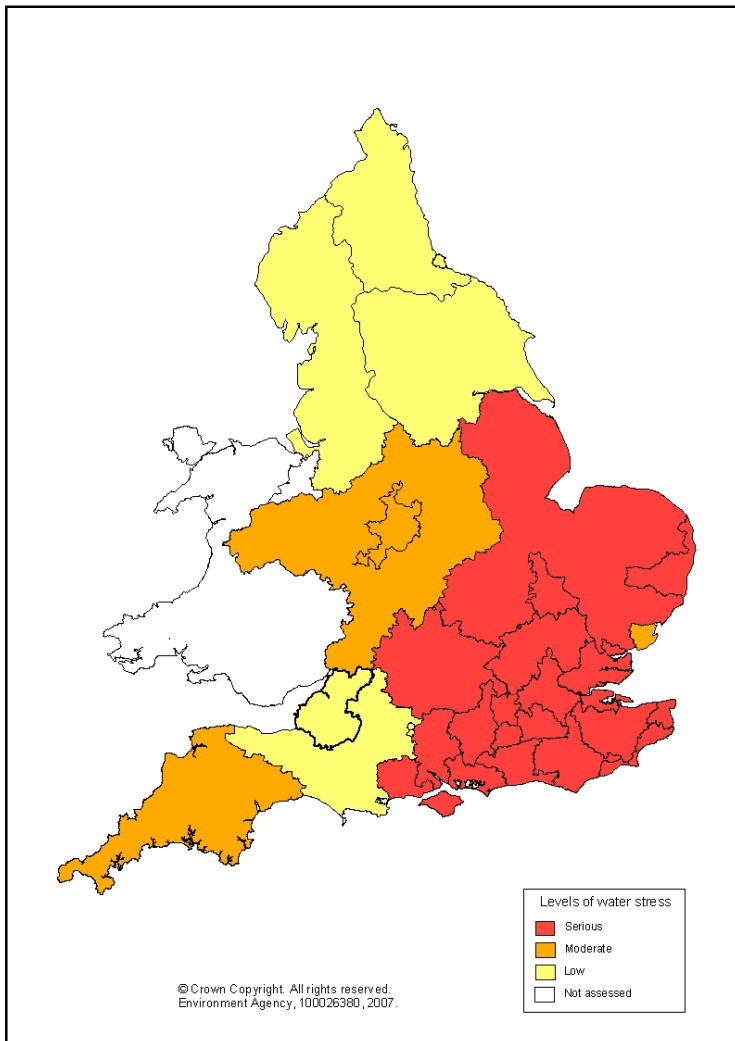 Levels of water stress
Serious
Moderate
Low
Not assessed
© Crown Copyright. All rights reserved.
Environment Agency, 100026380, 2007.